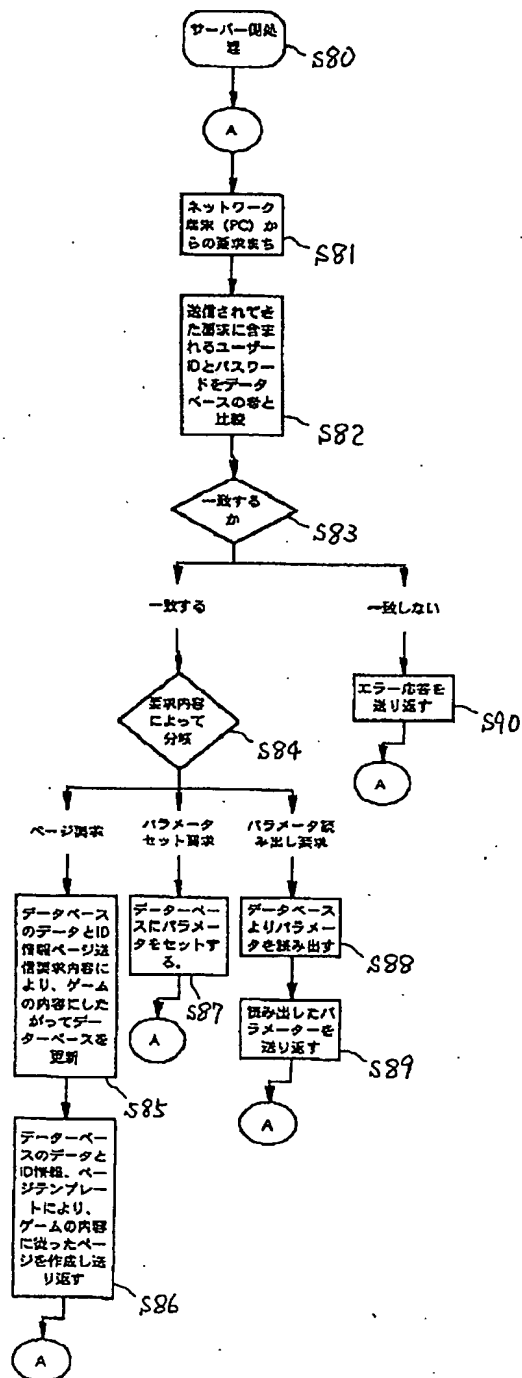 サーバー側処
理
S80
A
ネットワーク
端末（PC）か
らの要求まち
S81
送信されてき
た要求に含ま
れるユーザー
IDとパスワー
ドをデータ
ベースの者と
比較
S82
一致する
か
S83
一致する
一致しない
要求内容
によって
分岐
S84
エラー応答を
送り返す
S90
A
ページ要求
パラメータ
セット要求
パラメータ読
み出し要求
データベース
のデータとID
情報ページ送
信要求内容に
より、ゲーム
の内容にした
がってデー
ターベースを
更新
S85
データーベー
スにパラメー
タをセットす
る。
S87
A
データベース
よりパラメー
タを読み出す
S88
読み出したパ
ラメーターを
送り返す
S89
A
データーベー
スのデータと
ID情報、ペー
ジテンプレー
トにより、
ゲームの内容
に従ったペー
ジを作成し送
り返す
S86
A